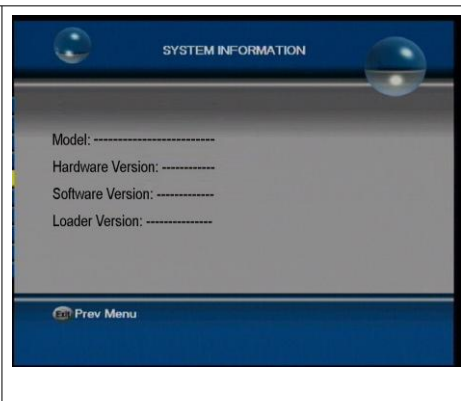 SYSTEM INFORMATION
Model: -------------------------
Hardware Version: ------------
Software Version: -------------
Loader Version: ---------------
Exit Prev Menu